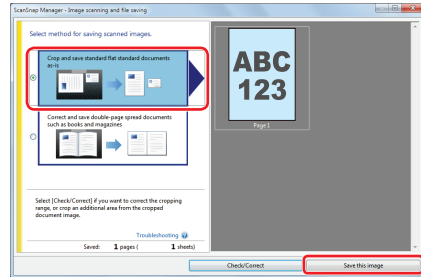 ScanSnap Manager - Image scanning and file saving
Select method for saving scanned images.
Crop and save standard flat standard documents
as-is
Correct and save double-page spread documents
such as books and magazines
Select [Check/Correct] if you want to correct the cropping
range, or crop an additional area from the cropped
document image.
Troubleshooting
Saved: 1 pages ( 1 sheets)
ABC
123
Page 1
Check/Correct
Save this image